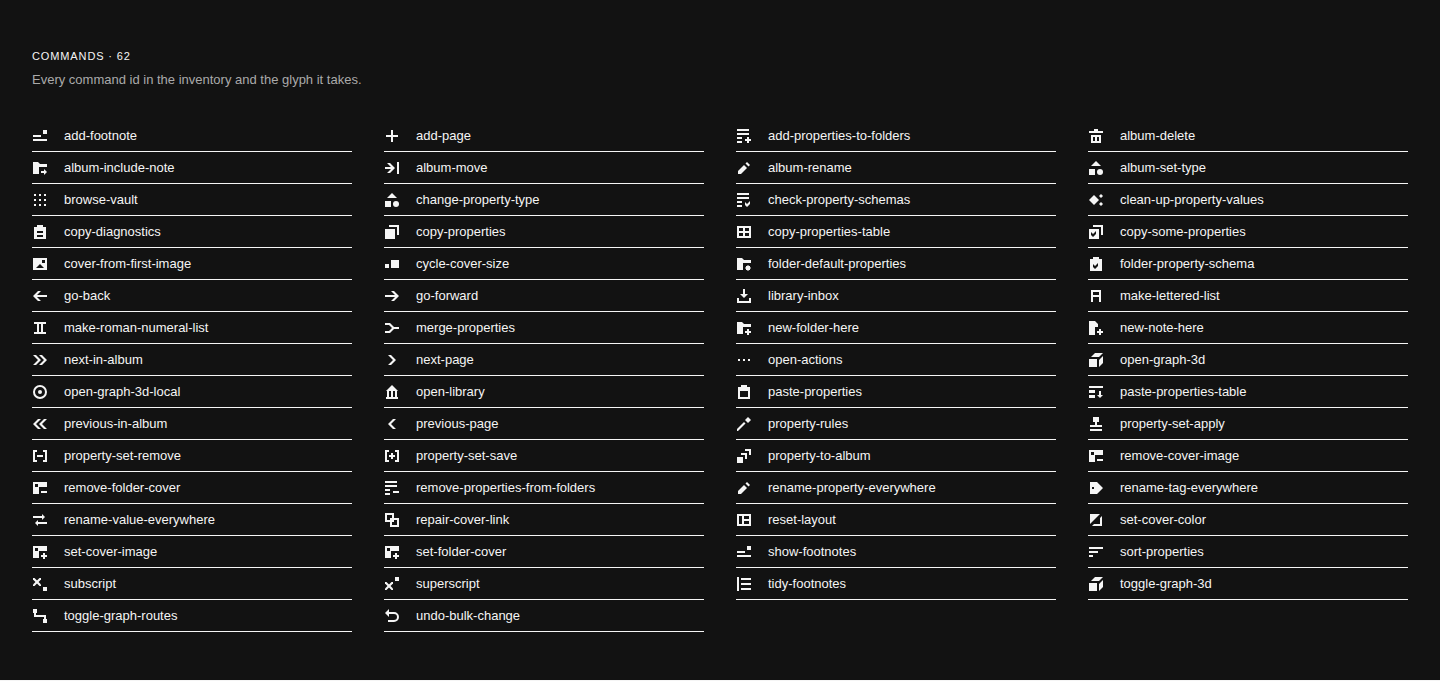 COMMANDS · 62
Every command id in the inventory and the glyph it takes.
add-footnote
add-page
add-properties-to-folders
album-delete
album-include-note
album-move
album-rename
album-set-type
browse-vault
change-property-type
check-property-schemas
clean-up-property-values
copy-diagnostics
copy-properties
copy-properties-table
copy-some-properties
cover-from-first-image
cycle-cover-size
folder-default-properties
folder-property-schema
go-back
go-forward
library-inbox
make-lettered-list
make-roman-numeral-list
merge-properties
new-folder-here
new-note-here
next-in-album
next-page
open-actions
open-graph-3d
open-graph-3d-local
open-library
paste-properties
paste-properties-table
previous-in-album
previous-page
property-rules
property-set-apply
property-set-remove
property-set-save
property-to-album
remove-cover-image
remove-folder-cover
remove-properties-from-folders
rename-property-everywhere
rename-tag-everywhere
rename-value-everywhere
repair-cover-link
reset-layout
set-cover-color
set-cover-image
set-folder-cover
show-footnotes
sort-properties
subscript
superscript
tidy-footnotes
toggle-graph-3d
toggle-graph-routes
undo-bulk-change